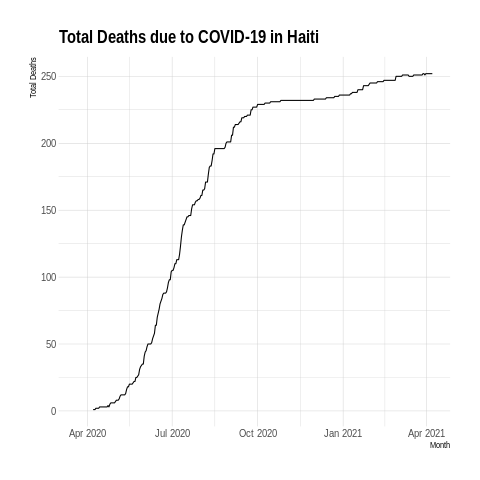 Total Deaths due to COVID-19 in Haiti
Total Deaths
250
200
150
100
50
0
Apr 2020 Jul 2020 Oct 2020 Jan 2021 Apr 2021
Month